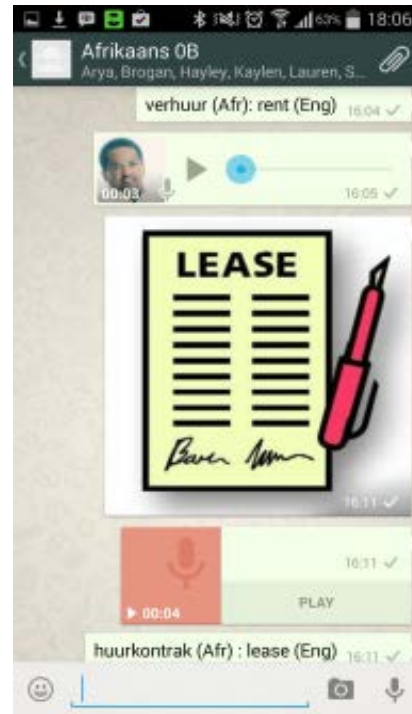 63% 18:06
Afrikaans 0B
Arya, Brogan, Hayley, Kaylen, Lauren, S...
verhuur (Afr): rent (Eng) 16:04
00:03 16:05
LEASE
16:11
16:11
00:04 PLAY
huurkontrak (Afr) : lease (Eng) 16:11